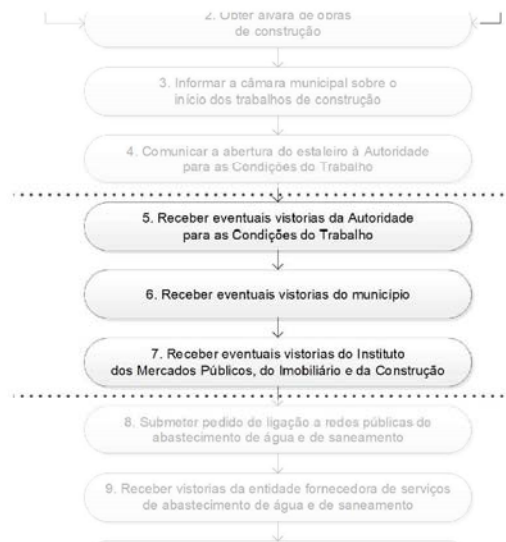 2. Obter alvará de obras
de construção
3. Informar a câmara municipal sobre o
início dos trabalhos de construção
4. Comunicar a abertura do estaleiro à Autoridade
para as Condições do Trabalho
5. Receber eventuais vistorias da Autoridade
para as Condições do Trabalho
6. Receber eventuais vistorias do município
7. Receber eventuais vistorias do Instituto
dos Mercados Públicos, do Imobiliário e da Construção
8. Submeter pedido de ligação a redes públicas de
abastecimento de água e de saneamento
9. Receber vistorias da entidade fornecedora de serviços
de abastecimento de água e de saneamento